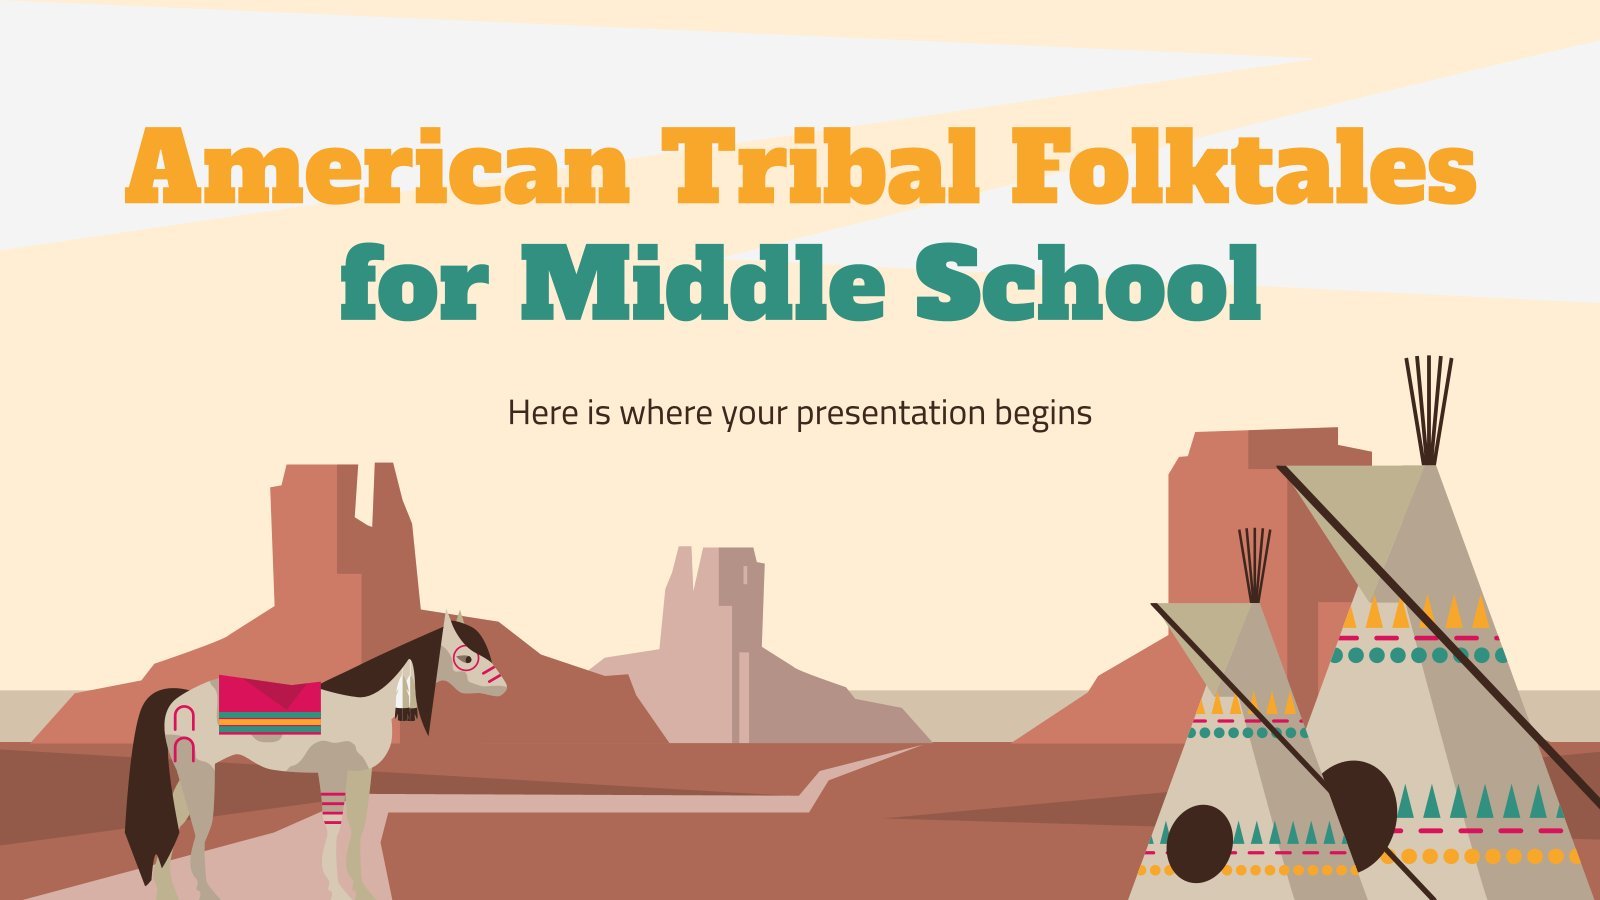 American Tribal Folktales
for Middle School
Here is where your presentation begins